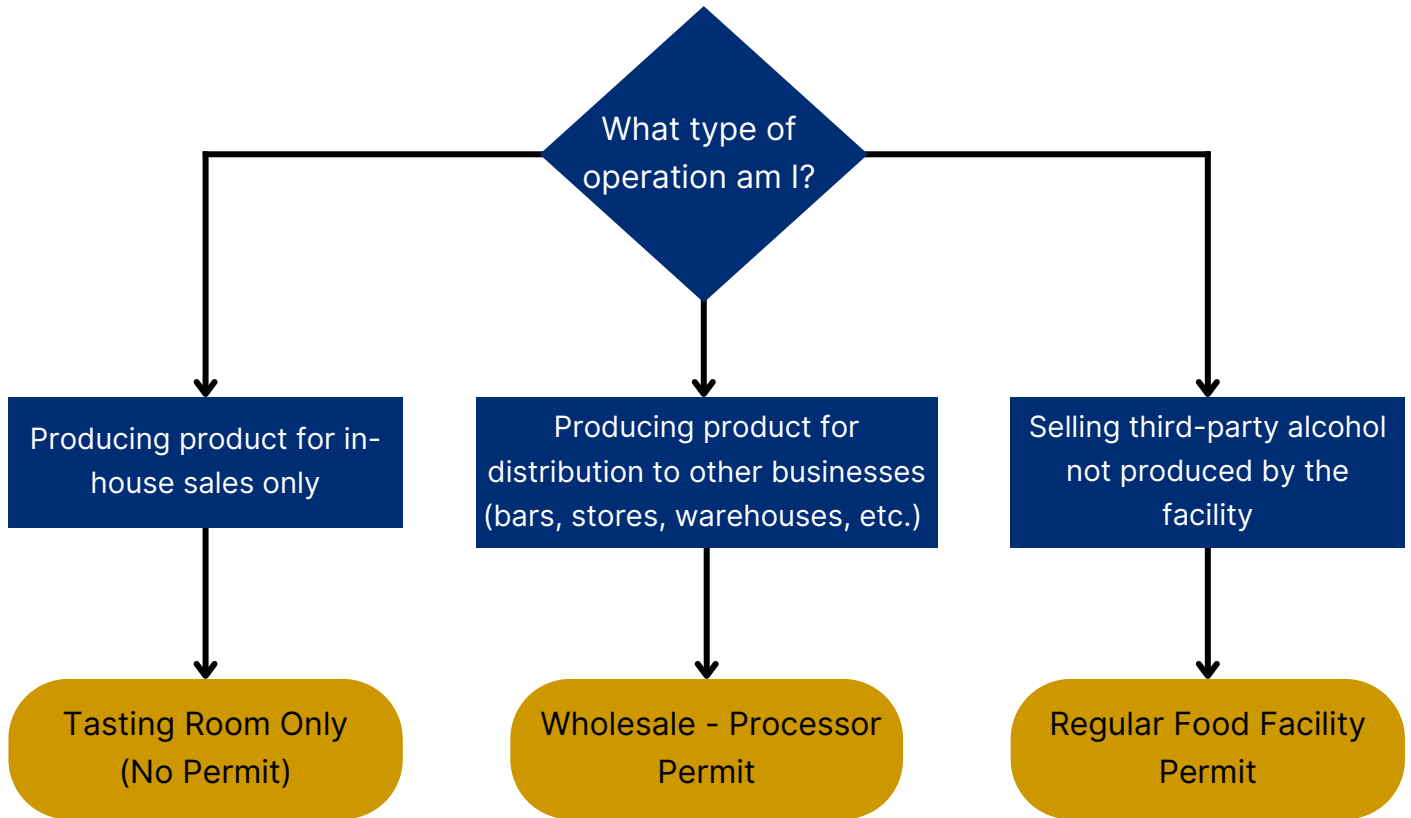 What type of
operation am I?
Producing product for in-
house sales only
Producing product for
distribution to other businesses
(bars, stores, warehouses, etc.)
Selling third-party alcohol
not produced by the
facility
Tasting Room Only
(No Permit)
Wholesale - Processor
Permit
Regular Food Facility
Permit